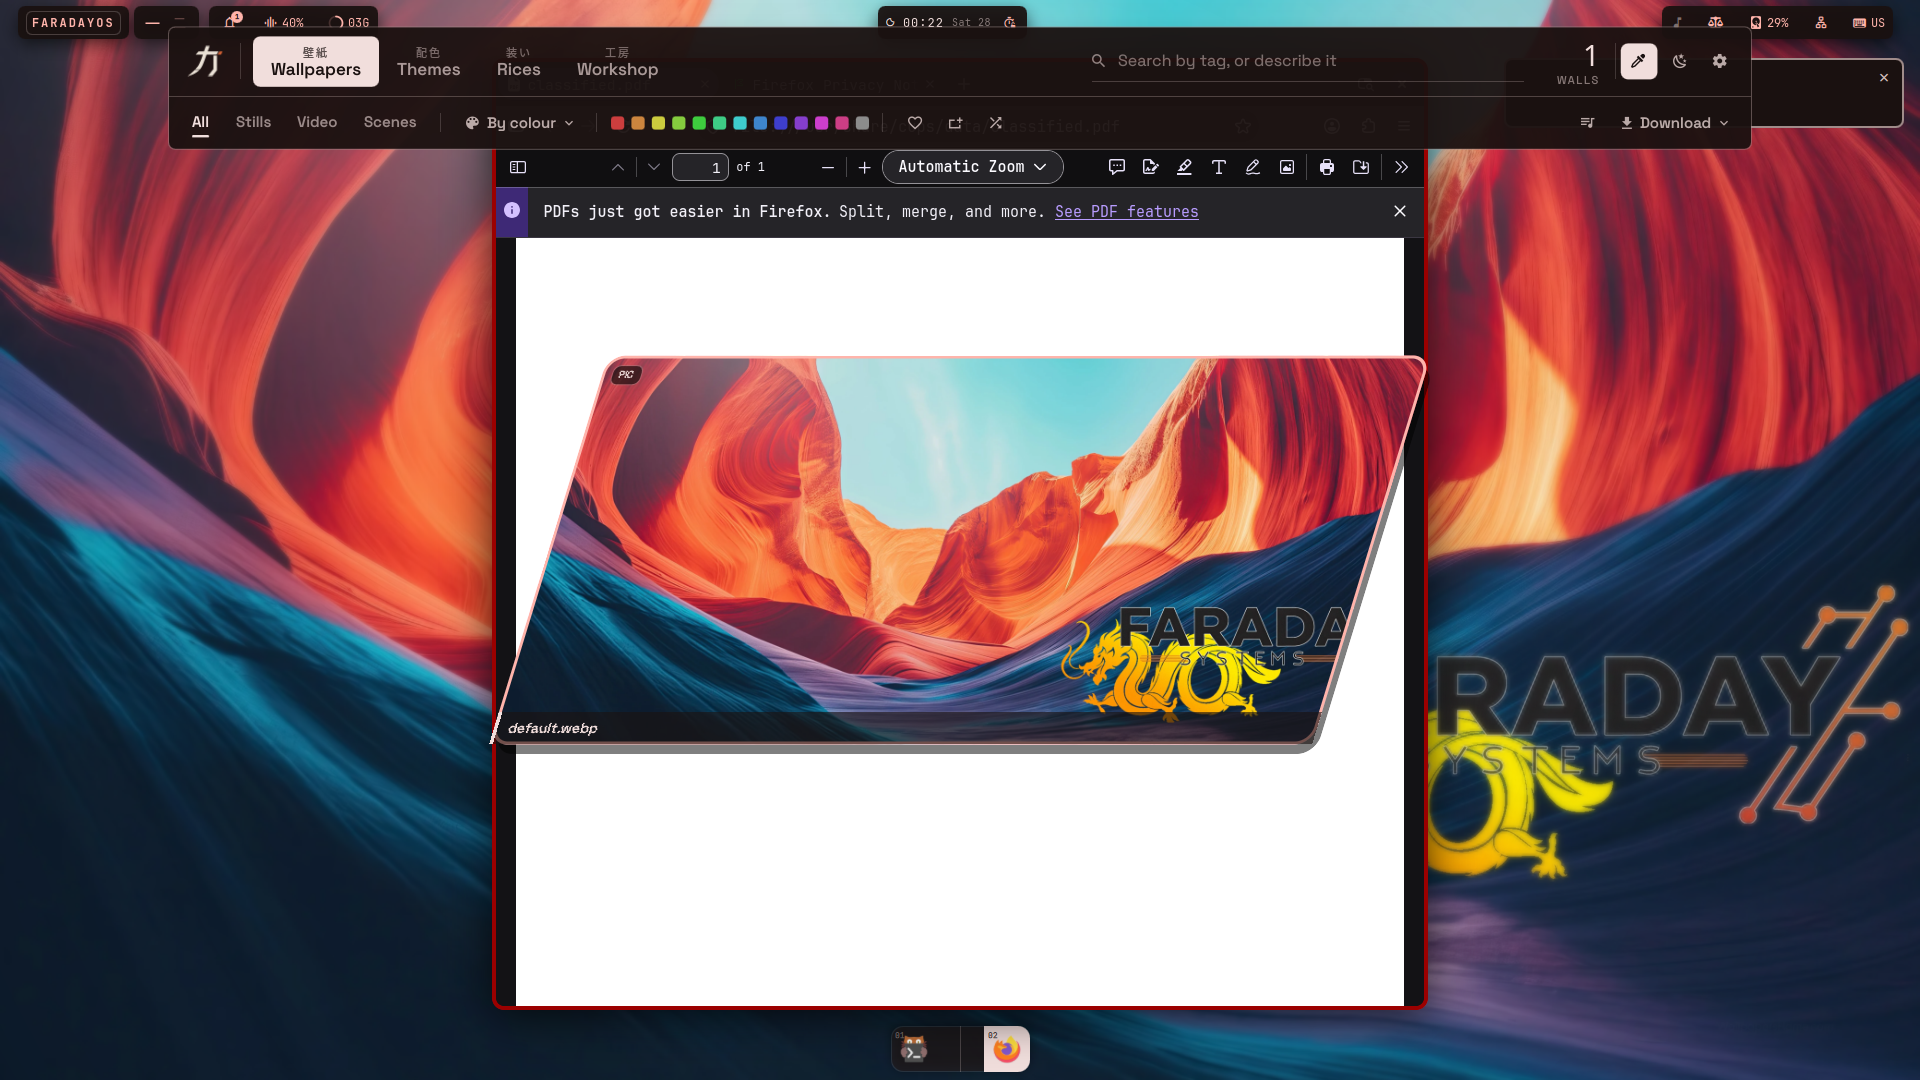 FARADAYOS
1
40%
03G
00:22 Sat 28
29%
US
壁紙
Wallpapers
配色
Themes
装い
Rices
工房
Workshop
Search by tag, or describe it
1
WALLS
All
Stills
Video
Scenes
By colour
Download
1 of 1
Automatic Zoom
PDFs just got easier in Firefox. Split, merge, and more. See PDF features
PIC
FARADA
SYSTEMS
default.webp
RADAY
YSTEMS
01
02